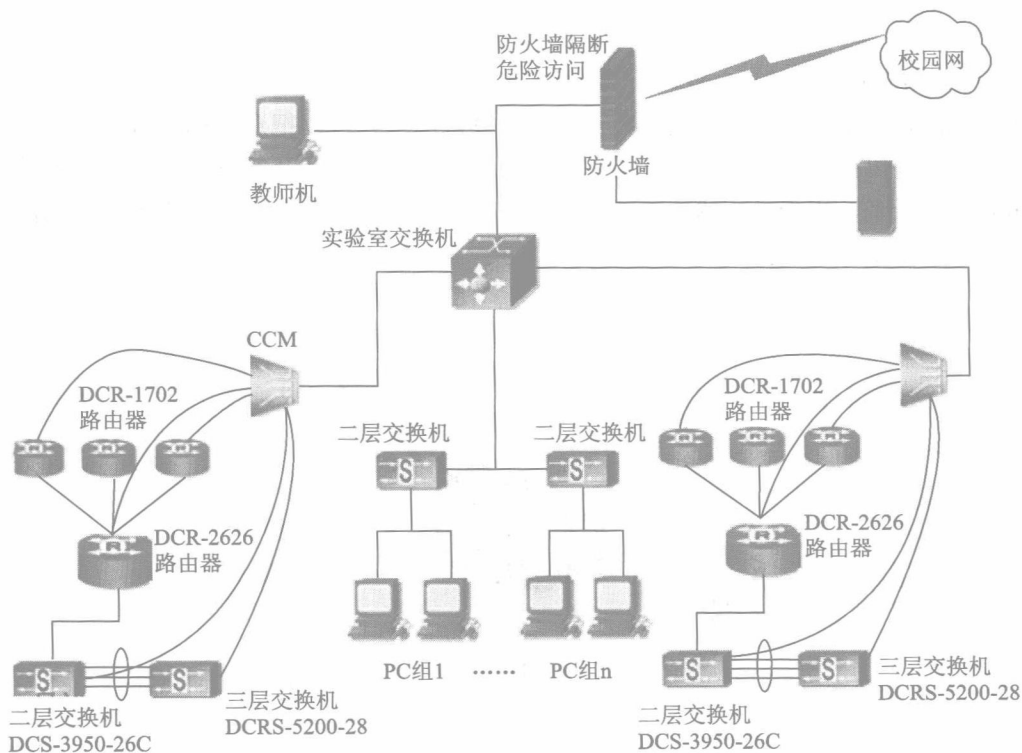 防火墙隔断
危险访问
校园网
防火墙
教师机
实验室交换机
CCM
DCR-1702
路由器
二层交换机
二层交换机
DCR-1702
路由器
DCR-2626
路由器
DCR-2626
路由器
S
S
R
R
S
S
S
S
PC组1 ...... PC组n
二层交换机
DCS-3950-26C
三层交换机
DCRS-5200-28
二层交换机
DCS-3950-26C
三层交换机
DCRS-5200-28